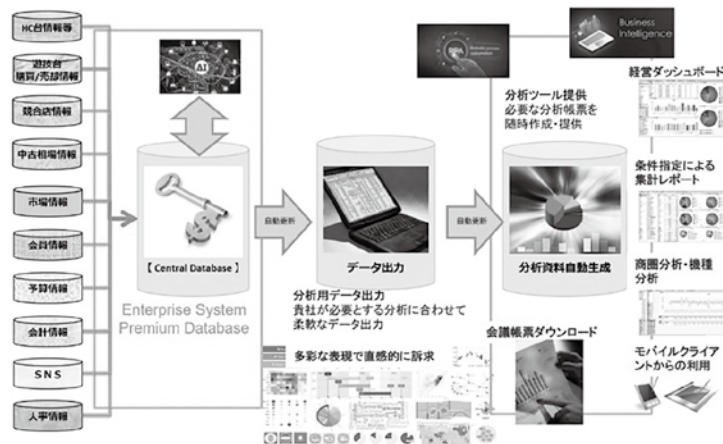 HC台情報等
遊技台
購買/売却情報
競合店情報
中古相場情報
市場情報
会員情報
予算情報
会計情報
SNS
人事情報
AI
【 Central Database 】
Enterprise System
Premium Database
自動更新
データ出力
分析用データ出力
貴社が必要とする分析に合わせて
柔軟なデータ出力
多彩な表現で直感的に訴求
自動更新
RPA
Business
Intelligence
分析ツール提供
必要な分析帳票を
随時作成・提供
分析資料自動生成
会議帳票ダウンロード
経営ダッシュボード
条件指定による
集計レポート
商圏分析・機種
分析
モバイルクライ
アントからの利用